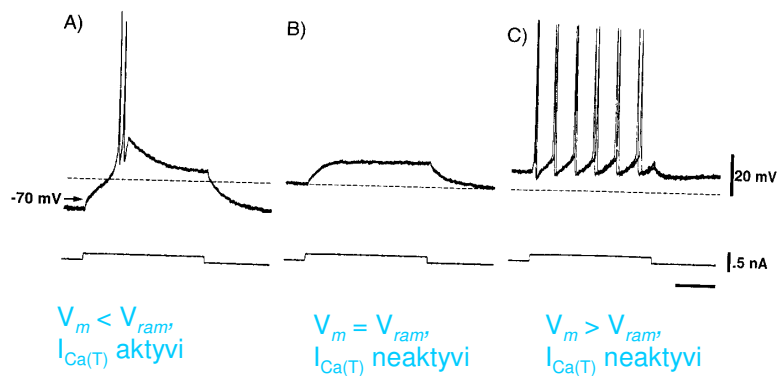 A)
B)
C)
-70 mV
20 mV
.5 nA
Vm < Vram,
ICa(T) aktyvi
Vm = Vram,
ICa(T) neaktyvi
Vm > Vram,
ICa(T) neaktyvi